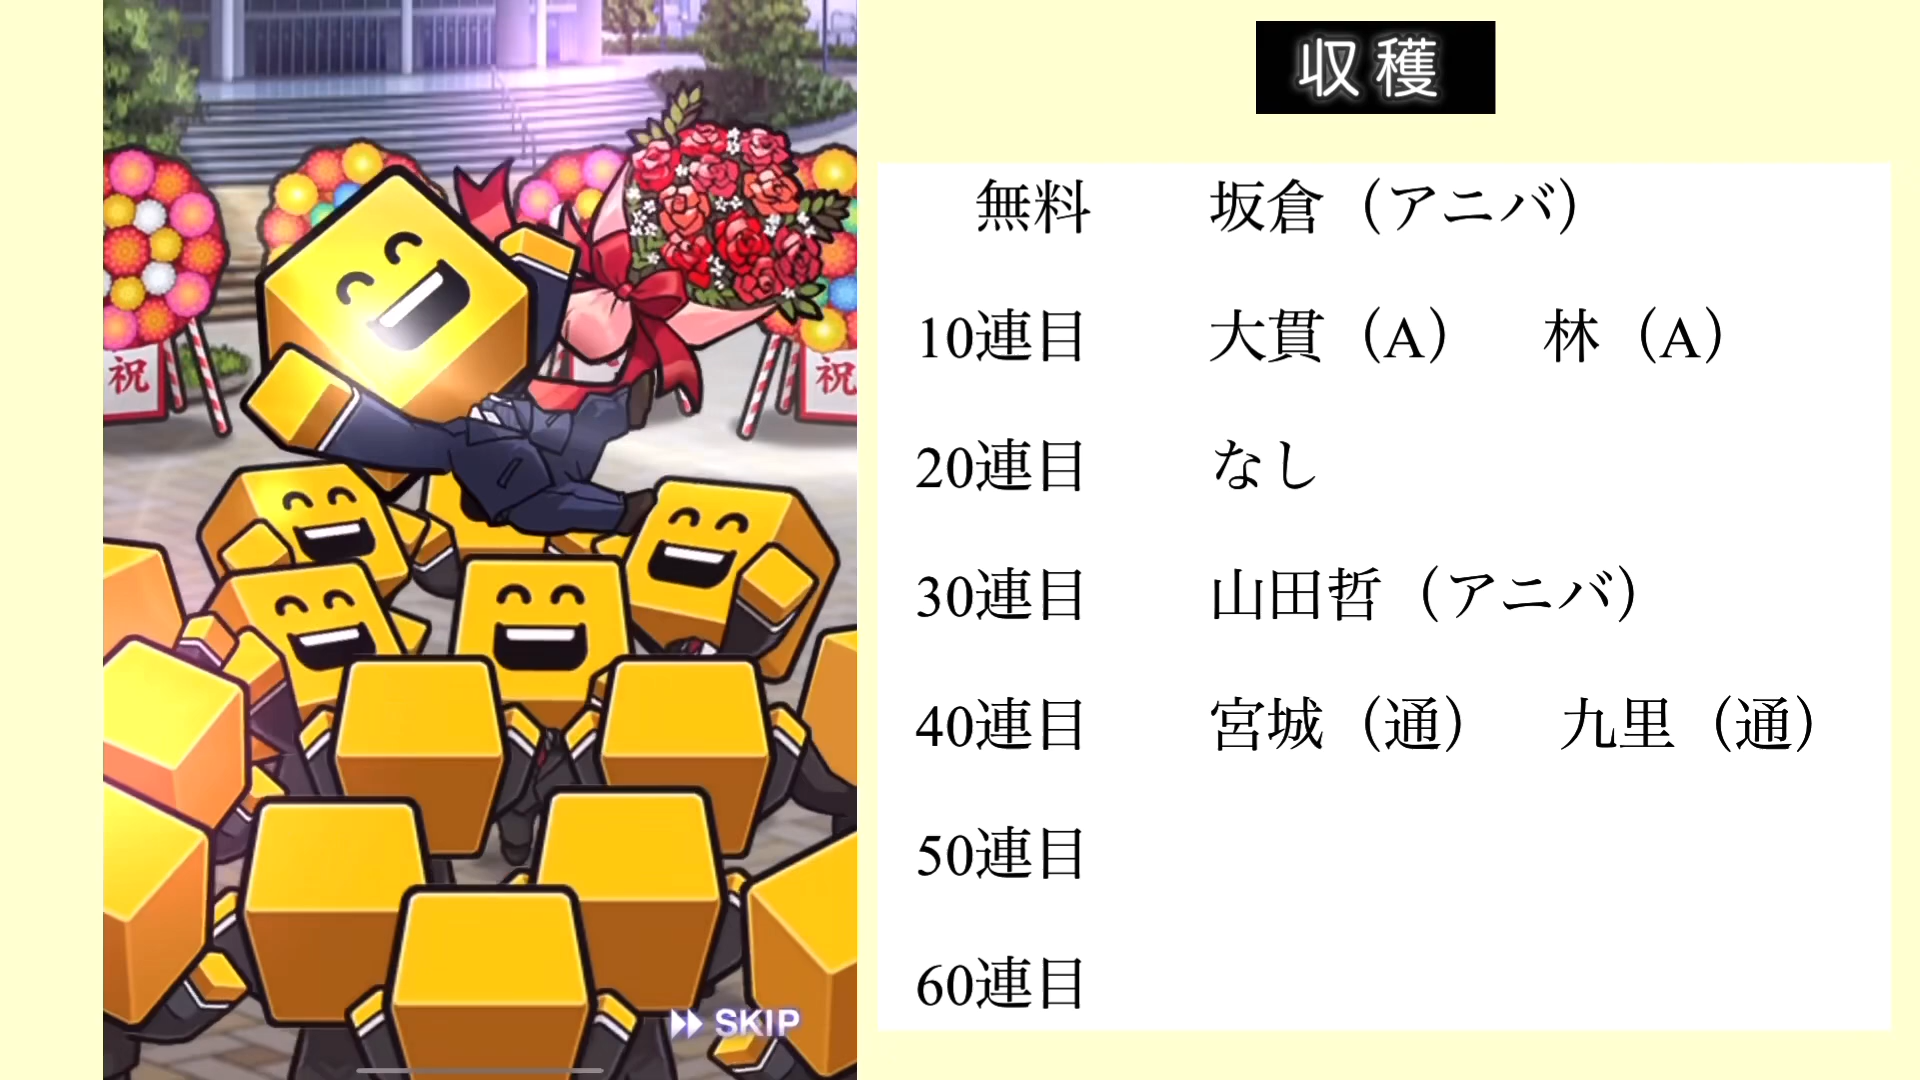 収穫
無料 坂倉（アニバ）
10連目 大貫（A） 林（A）
20連目 なし
30連目 山田哲（アニバ）
40連目 宮城（通） 九里（通）
50連目
60連目
祝
祝
SKIP